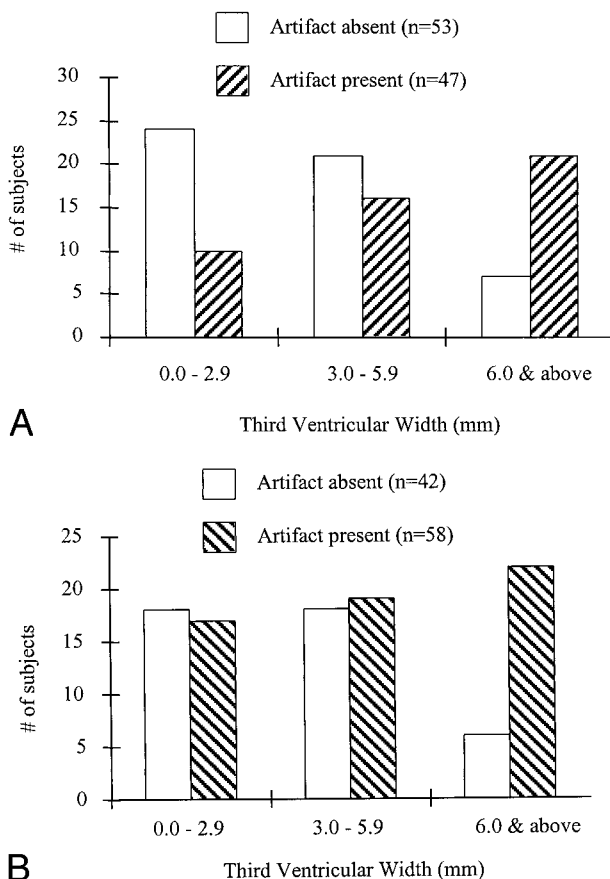 Artifact absent (n=53)
Artifact present (n=47)
30
25
20
15
10
5
0
# of subjects
0.0 - 2.9 3.0 - 5.9 6.0 & above
A Third Ventricular Width (mm)
Artifact absent (n=42)
Artifact present (n=58)
25
20
15
10
5
0
# of subjects
0.0 - 2.9 3.0 - 5.9 6.0 & above
B Third Ventricular Width (mm)